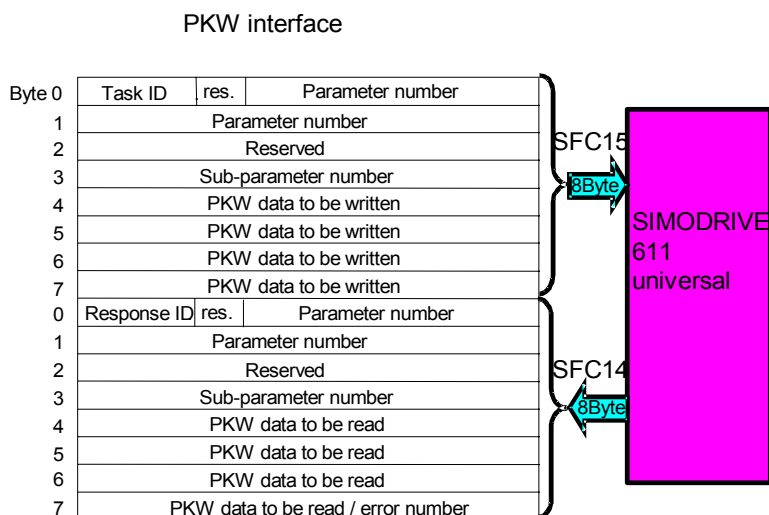 PKW interface
Byte 0 Task ID res. Parameter number
1 Parameter number
2 Reserved
3 Sub-parameter number
4 PKW data to be written
5 PKW data to be written
6 PKW data to be written
7 PKW data to be written
SFC15
8Byte
0 Response ID res. Parameter number
1 Parameter number
2 Reserved
3 Sub-parameter number
4 PKW data to be read
5 PKW data to be read
6 PKW data to be read
7 PKW data to be read / error number
SFC14
8Byte
SIMODRIVE
611
universal